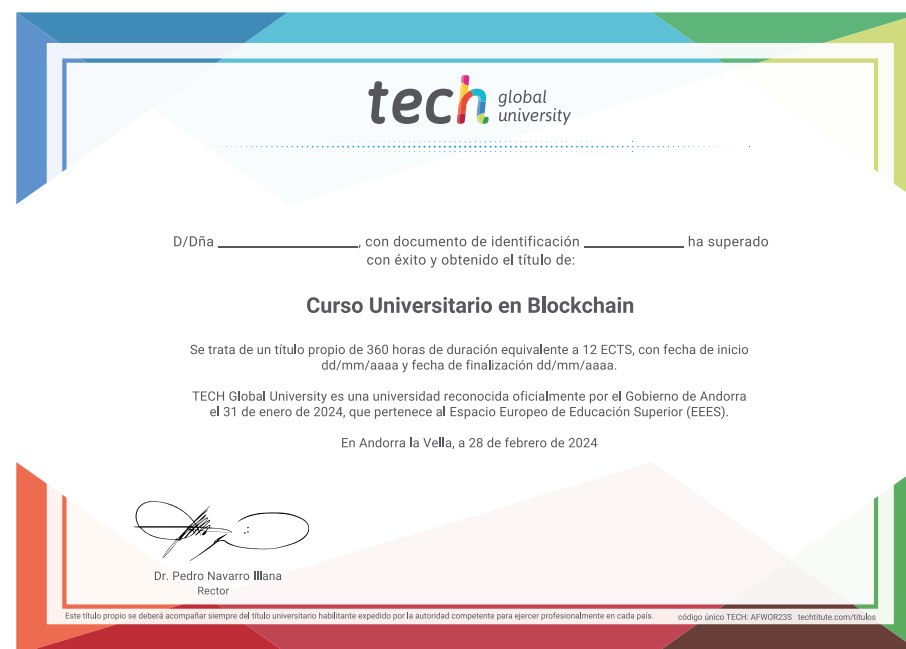 tech global university
D/Dña ____________________, con documento de identificación ______________ ha superado
con éxito y obtenido el título de:
Curso Universitario en Blockchain
Se trata de un título propio de 360 horas de duración equivalente a 12 ECTS, con fecha de inicio
dd/mm/aaaa y fecha de finalización dd/mm/aaaa.
TECH Global University es una universidad reconocida oficialmente por el Gobierno de Andorra
el 31 de enero de 2024, que pertenece al Espacio Europeo de Educación Superior (EEES).
En Andorra la Vella, a 28 de febrero de 2024
Dr. Pedro Navarro Illana
Rector
Este título propio se deberá acompañar siempre del título universitario habilitante expedido por la autoridad competente para ejercer profesionalmente en cada país. código único TECH: AFWOR23S techtitute.com/titulos